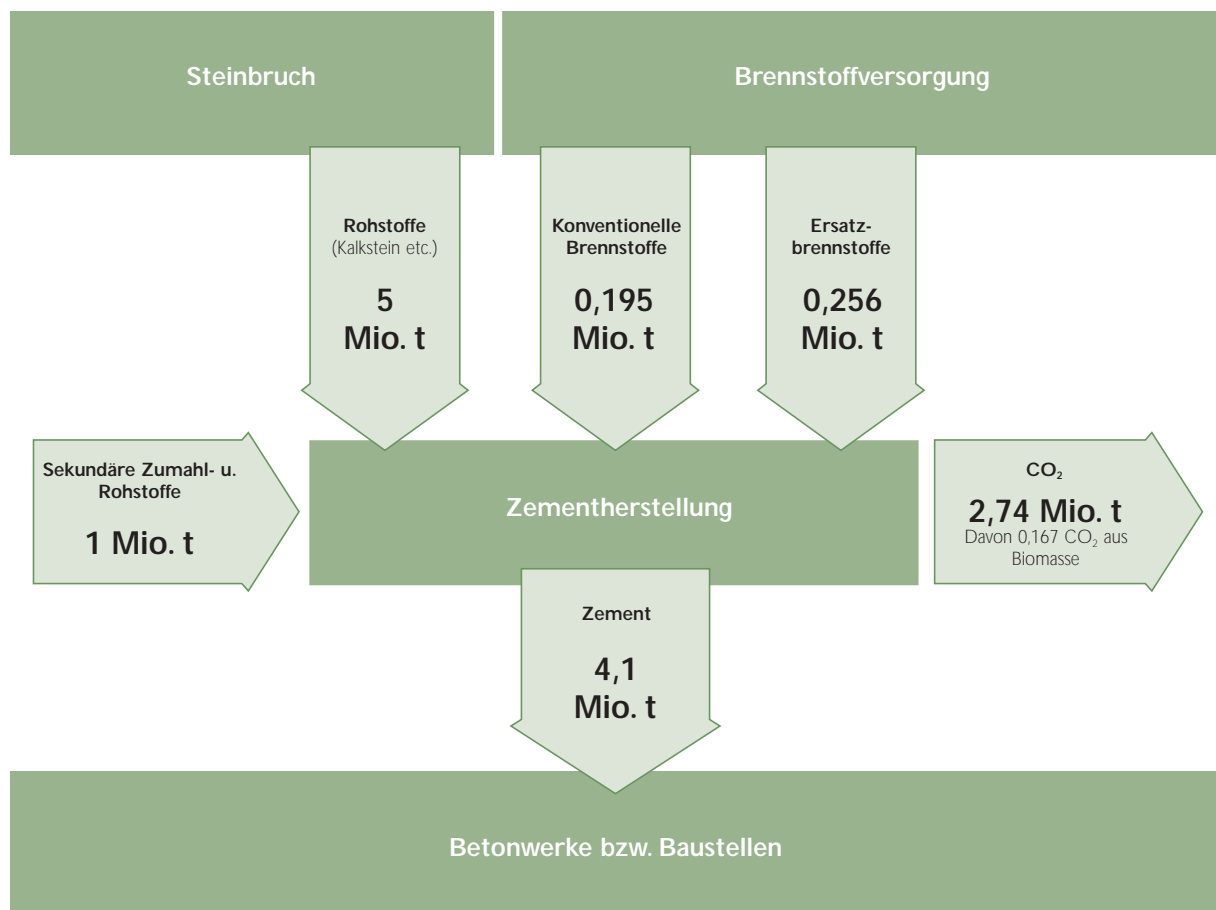 Steinbruch
Brennstoffversorgung
Rohstoffe
(Kalkstein etc.)
5
Mio. t
Konventionelle
Brennstoffe
0,195
Mio. t
Ersatz-
brennstoffe
0,256
Mio. t
Sekundäre Zumahl- u.
Rohstoffe
1 Mio. t
Zementherstellung
CO₂
2,74 Mio. t
Davon 0,167 CO₂ aus
Biomasse
Zement
4,1
Mio. t
Betonwerke bzw. Baustellen